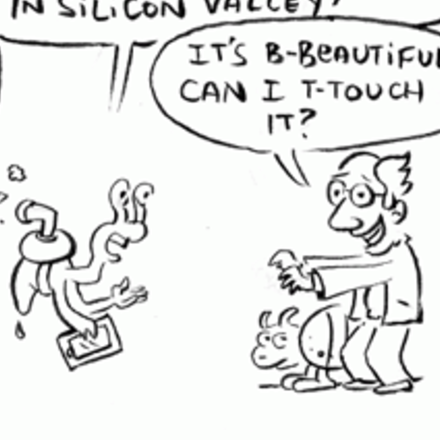 IN SILICON VALLEY?
IT'S B-BEAUTIFUL
CAN I T-TOUCH
IT?